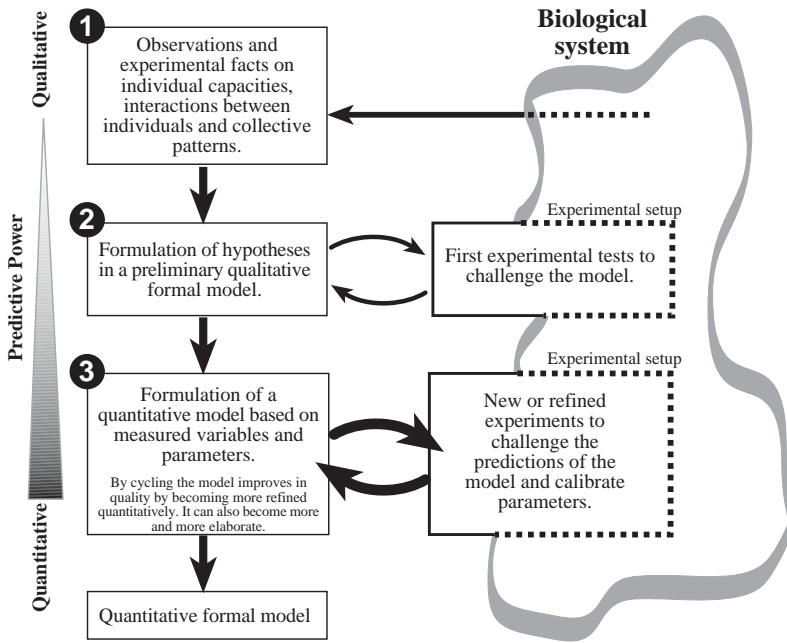 Qualitative
Predictive Power
Quantitative
1
Observations and
experimental facts on
individual capacities,
interactions between
individuals and collective
patterns.
Biological
system
2
Formulation of hypotheses
in a preliminary qualitative
formal model.
Experimental setup
First experimental tests to
challenge the model.
3
Formulation of a
quantitative model based on
measured variables and
parameters.
By cycling the model improves in
quality by becoming more refined
quantitatively. It can also become more
and more elaborate.
Experimental setup
New or refined
experiments to
challenge the
predictions of the
model and calibrate
parameters.
Quantitative formal model